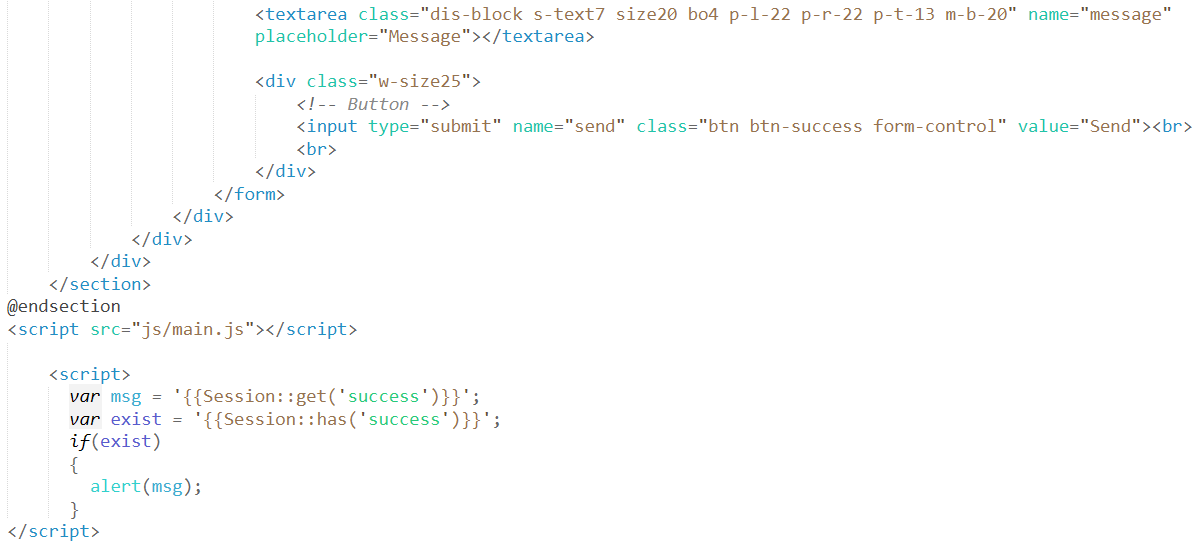 <textarea class="dis-block s-text7 size20 bo4 p-l-22 p-r-22 p-t-13 m-b-20" name="message"
placeholder="Message"></textarea>
<div class="w-size25">
<!-- Button -->
<input type="submit" name="send" class="btn btn-success form-control" value="Send"><br>
<br>
</div>
</form>
</div>
</div>
</div>
</section>
@endsection
<script src="js/main.js"></script>
<script>
var msg = '{{Session::get('success')}}';
var exist = '{{Session::has('success')}}';
if(exist)
{
alert(msg);
}
</script>